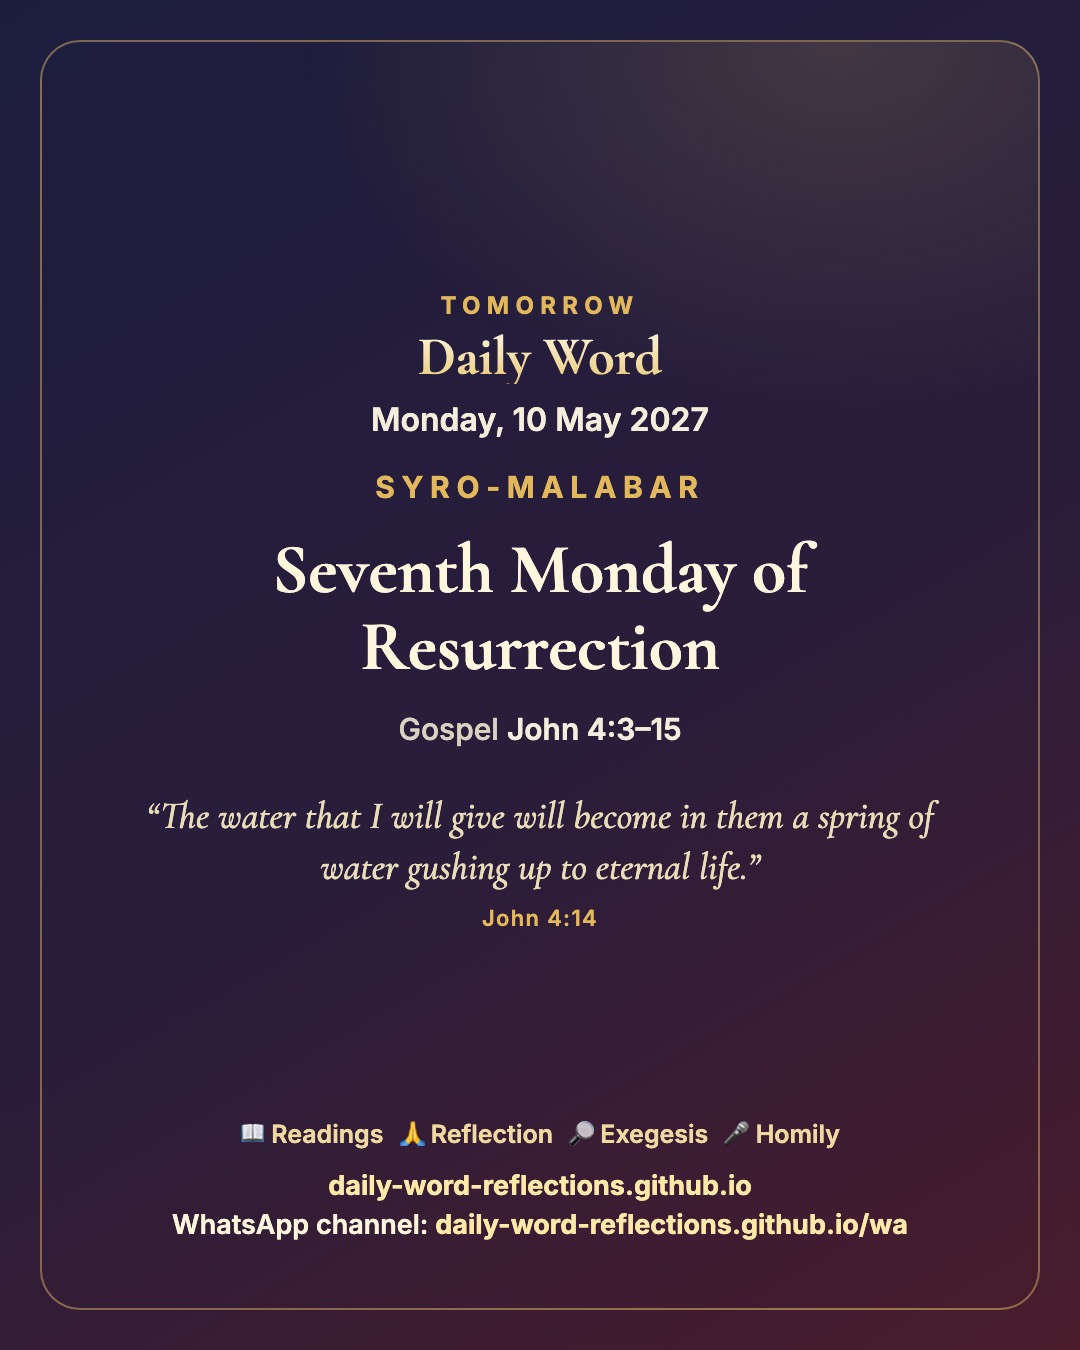 TOMORROW
Daily Word
Monday, 10 May 2027
SYRO-MALABAR
Seventh Monday of
Resurrection
Gospel John 4:3–15
“The water that I will give will become in them a spring of
water gushing up to eternal life.”
John 4:14
📖 Readings 🙏 Reflection 🔎 Exegesis 🎤 Homily
daily-word-reflections.github.io
WhatsApp channel: daily-word-reflections.github.io/wa